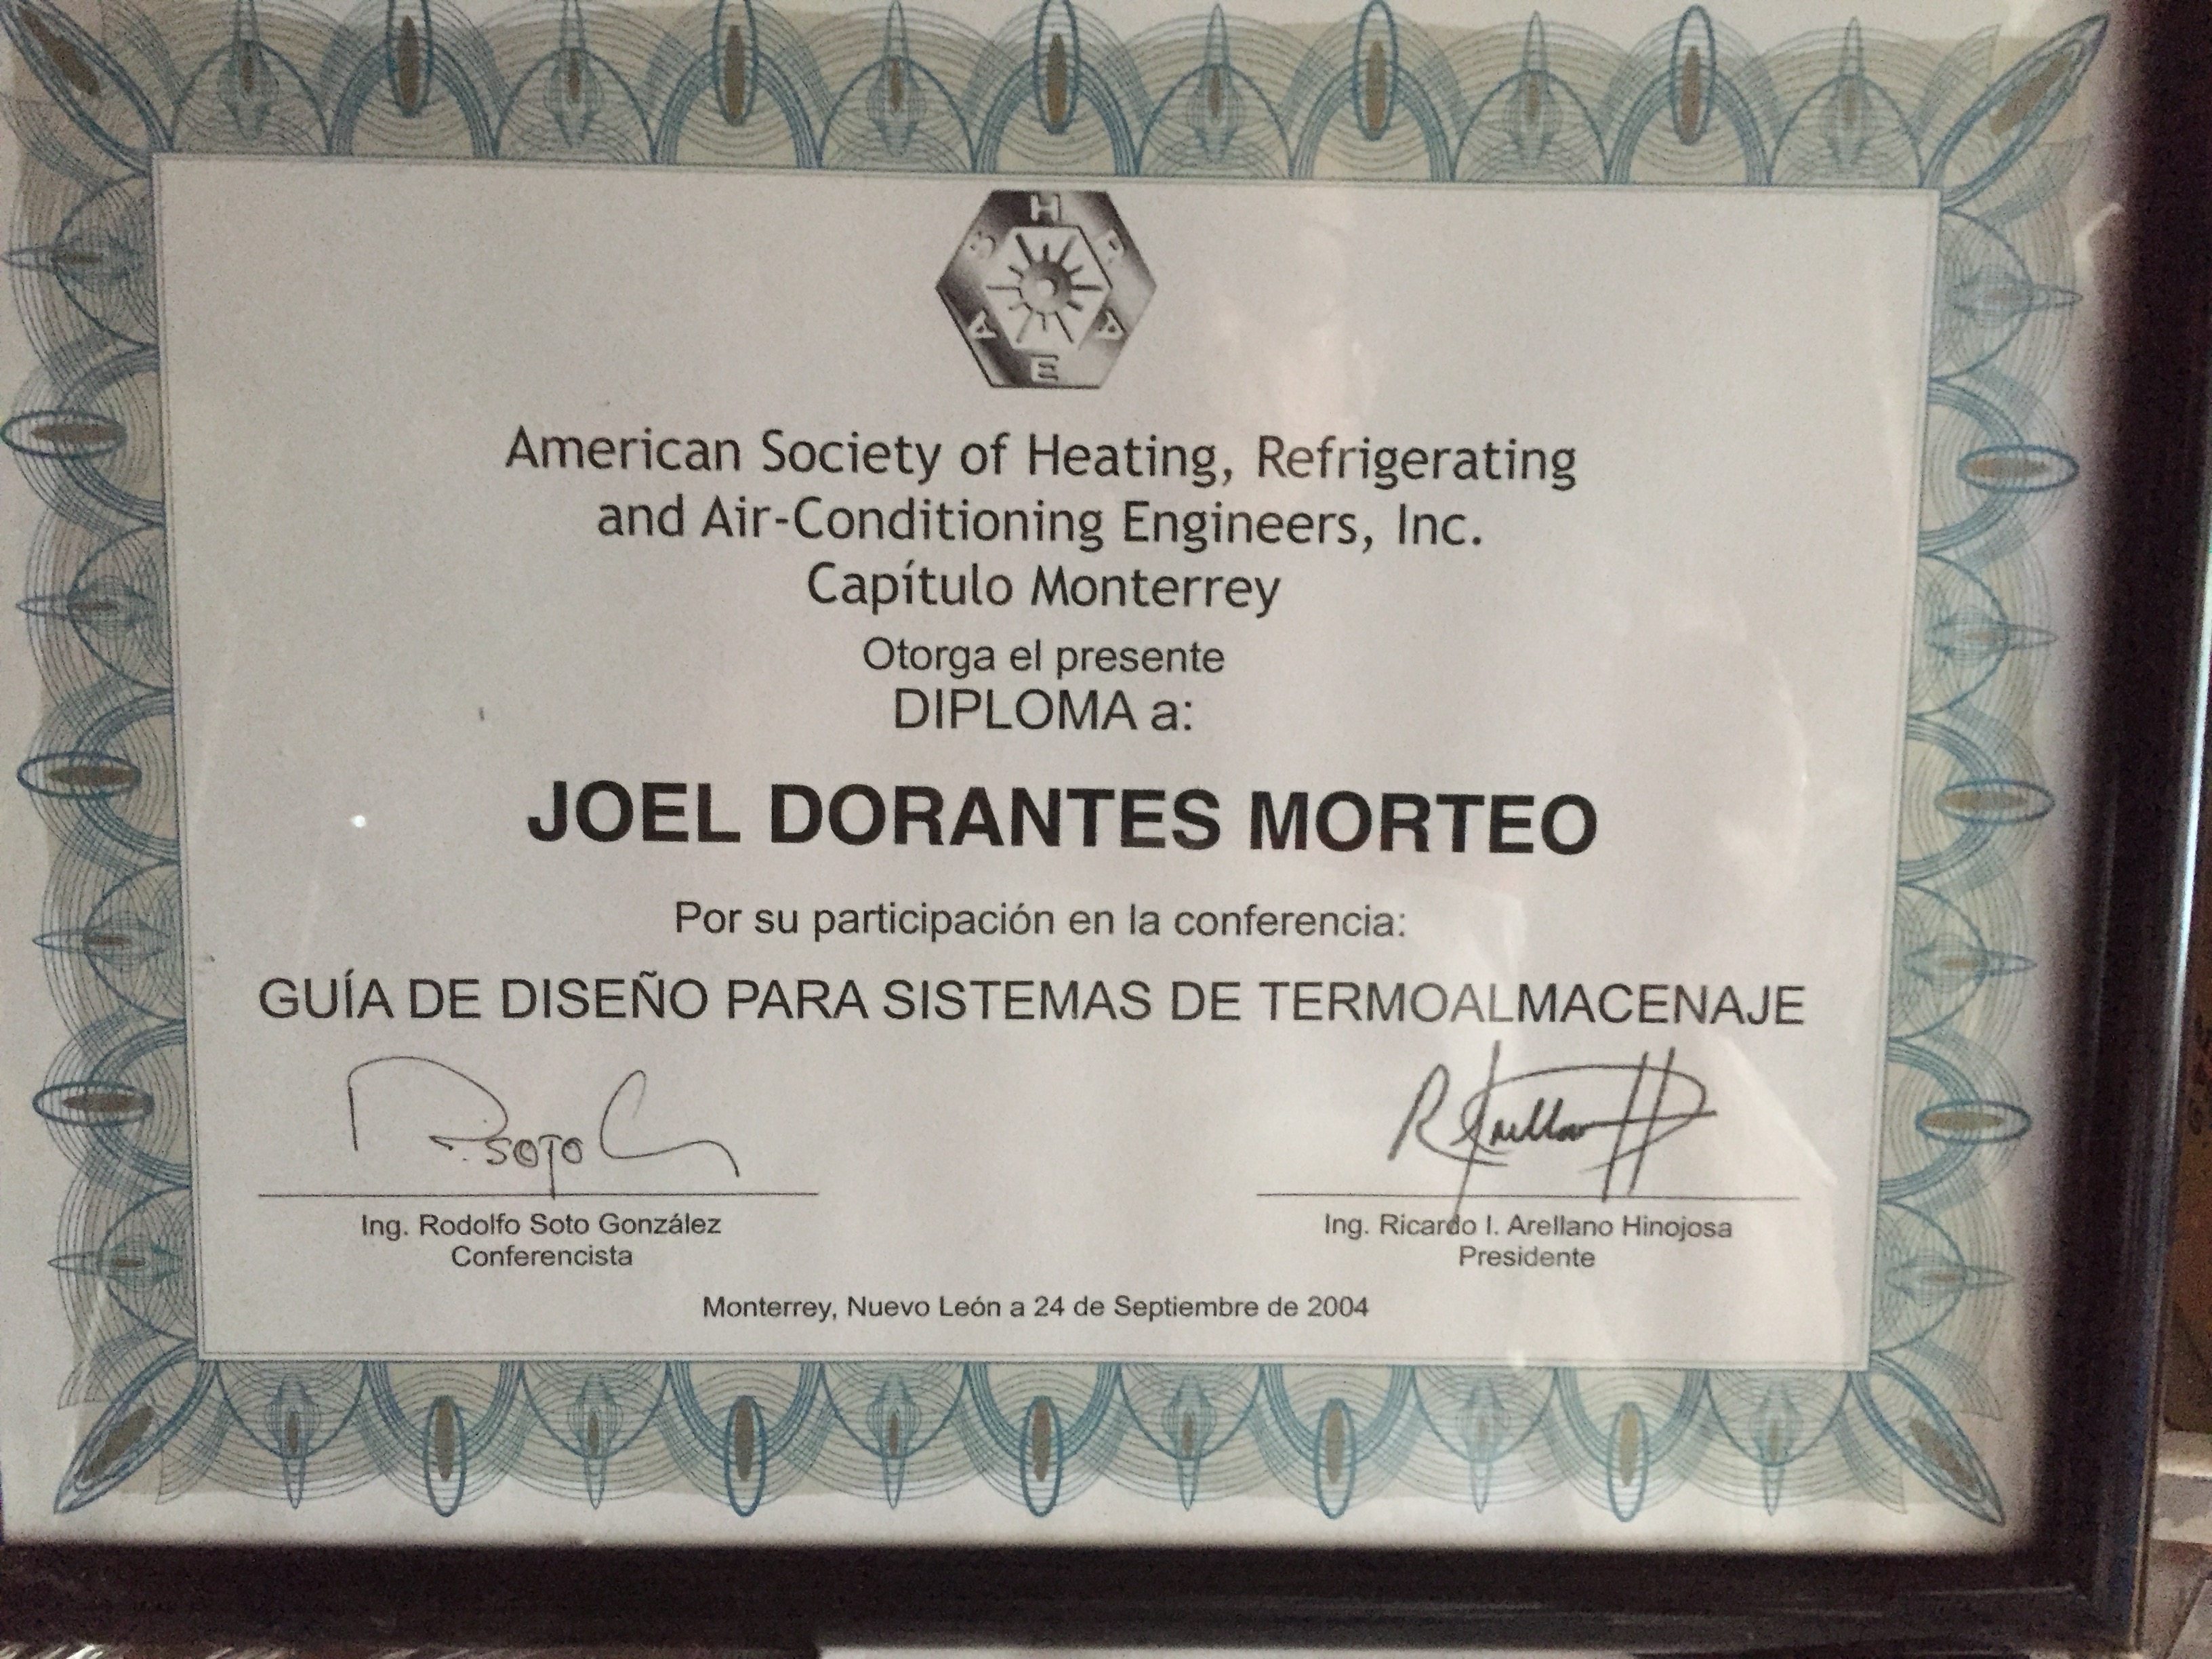 ASHRAE
American Society of Heating, Refrigerating
and Air-Conditioning Engineers, Inc.
Capítulo Monterrey
Otorga el presente
DIPLOMA a:
JOEL DORANTES MORTEO
Por su participación en la conferencia:
GUÍA DE DISEÑO PARA SISTEMAS DE TERMOALMACENAJE
Ing. Rodolfo Soto González
Conferencista
Ing. Ricardo I. Arellano Hinojosa
Presidente
Monterrey, Nuevo León a 24 de Septiembre de 2004